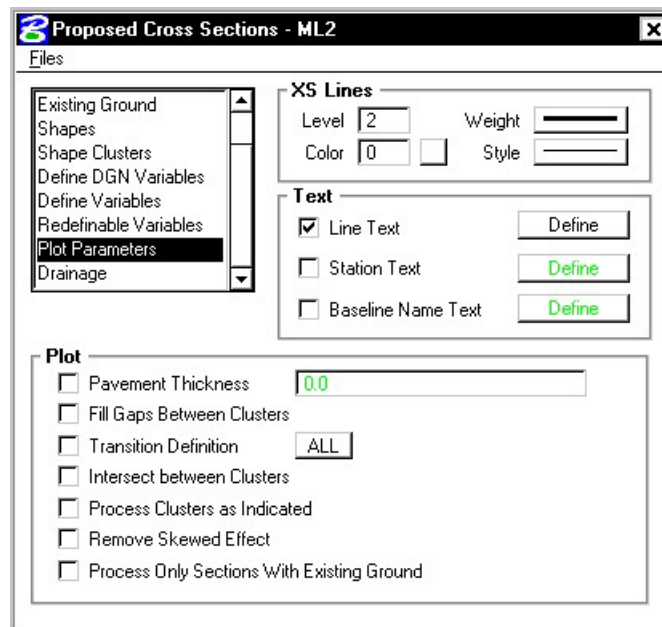 Proposed Cross Sections - ML2
Files
Existing Ground
Shapes
Shape Clusters
Define DGN Variables
Define Variables
Redefinable Variables
Plot Parameters
Drainage
XS Lines
Level 2 Weight
Color 0 Style
Text
Line Text Define
Station Text Define
Baseline Name Text Define
Plot
Pavement Thickness 0.0
Fill Gaps Between Clusters
Transition Definition ALL
Intersect between Clusters
Process Clusters as Indicated
Remove Skewed Effect
Process Only Sections With Existing Ground